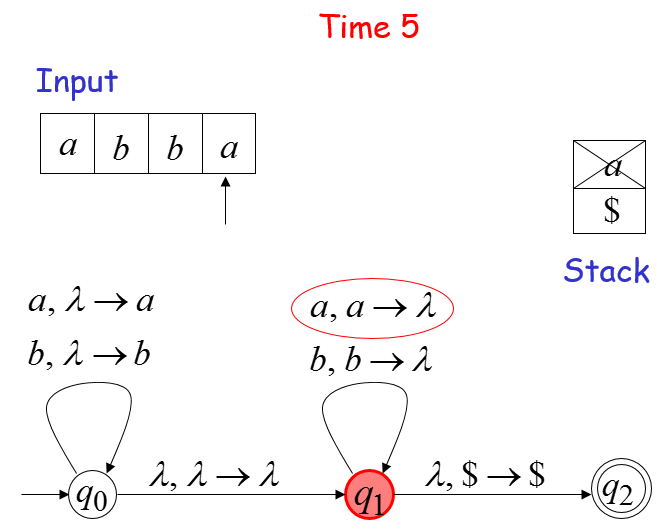 Time 5
Input
a b b a
a
$
Stack
a, λ → a
b, λ → b
a, a → λ
b, b → λ
λ, λ → λ
λ, $ → $
q₀
q₁
q₂